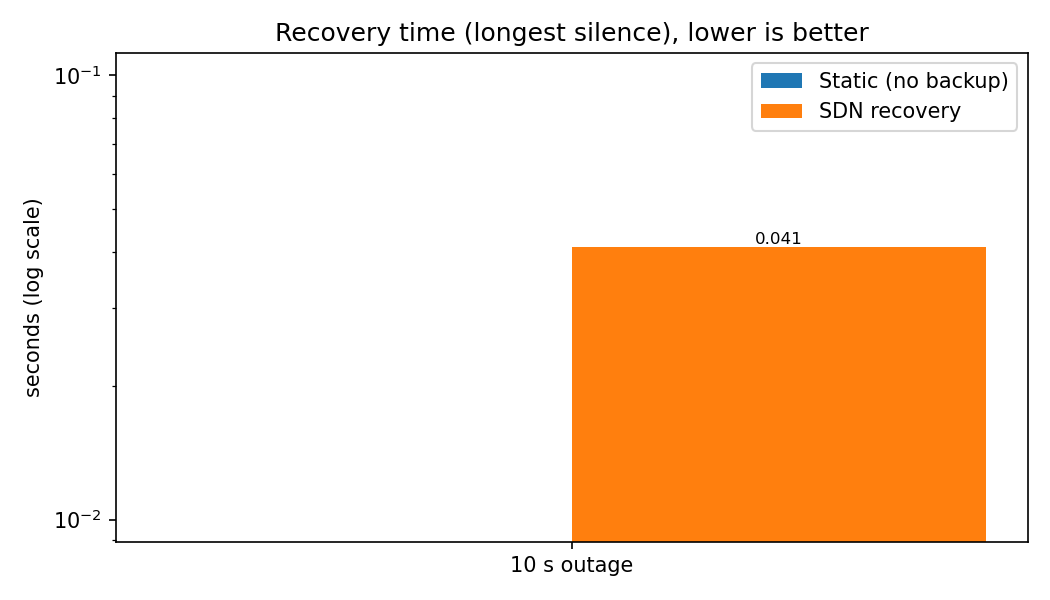 Recovery time (longest silence), lower is better
Static (no backup)
SDN recovery
seconds (log scale)
10⁻¹
10⁻²
0.041
10 s outage